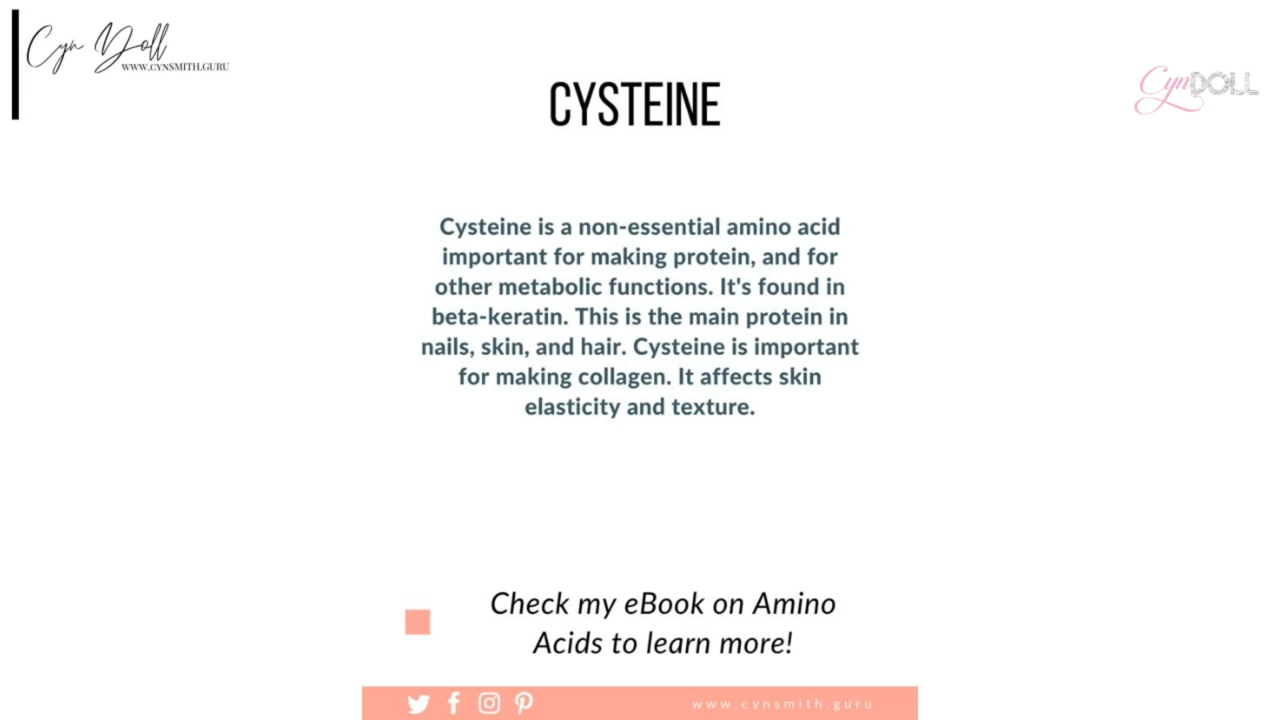 Cyn Doll
WWW.CYNSMITH.GURU
CynDOLL
CYSTEINE
Cysteine is a non-essential amino acid
important for making protein, and for
other metabolic functions. It's found in
beta-keratin. This is the main protein in
nails, skin, and hair. Cysteine is important
for making collagen. It affects skin
elasticity and texture.
Check my eBook on Amino
Acids to learn more!
www.cynsmith.guru